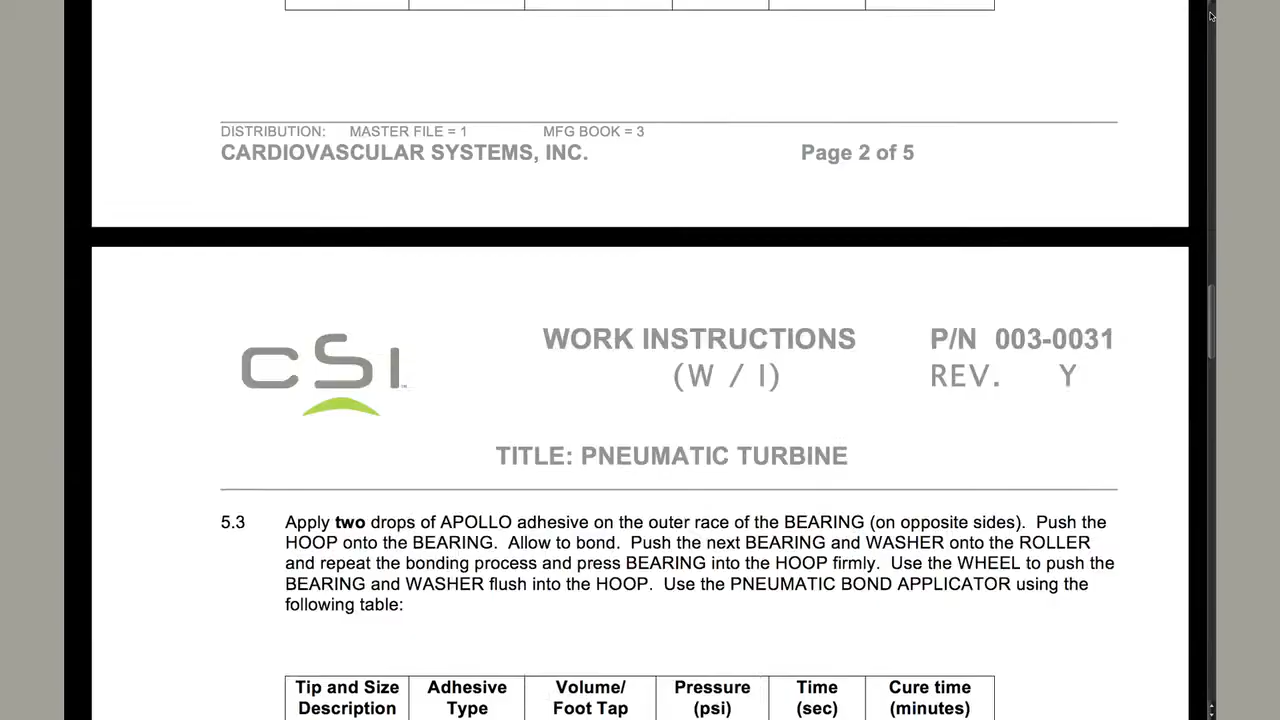 DISTRIBUTION: MASTER FILE = 1 MFG BOOK = 3
CARDIOVASCULAR SYSTEMS, INC. Page 2 of 5
CSI™ WORK INSTRUCTIONS P/N 003-0031
(W / I) REV. Y
TITLE: PNEUMATIC TURBINE
5.3 Apply two drops of APOLLO adhesive on the outer race of the BEARING (on opposite sides). Push the
HOOP onto the BEARING. Allow to bond. Push the next BEARING and WASHER onto the ROLLER
and repeat the bonding process and press BEARING into the HOOP firmly. Use the WHEEL to push the
BEARING and WASHER flush into the HOOP. Use the PNEUMATIC BOND APPLICATOR using the
following table:
Tip and Size Adhesive Volume/ Pressure Time Cure time
Description Type Foot Tap (psi) (sec) (minutes)